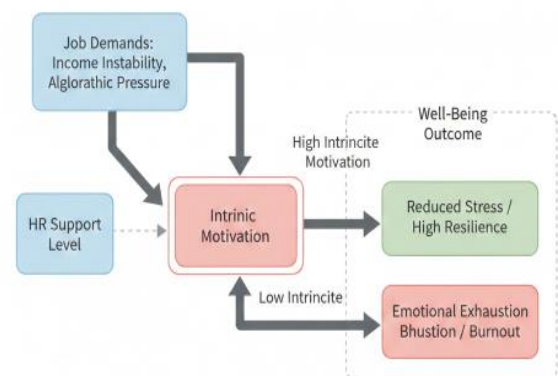 Job Demands:
Income Instability,
Alglorathic Pressure
Well-Being
Outcome
High Intrincite
Motivation
HR Support
Level
Intrinic
Motivation
Reduced Stress /
High Resilience
Low Intrincite
Emotional Exhaustion
Bhustion / Burnout